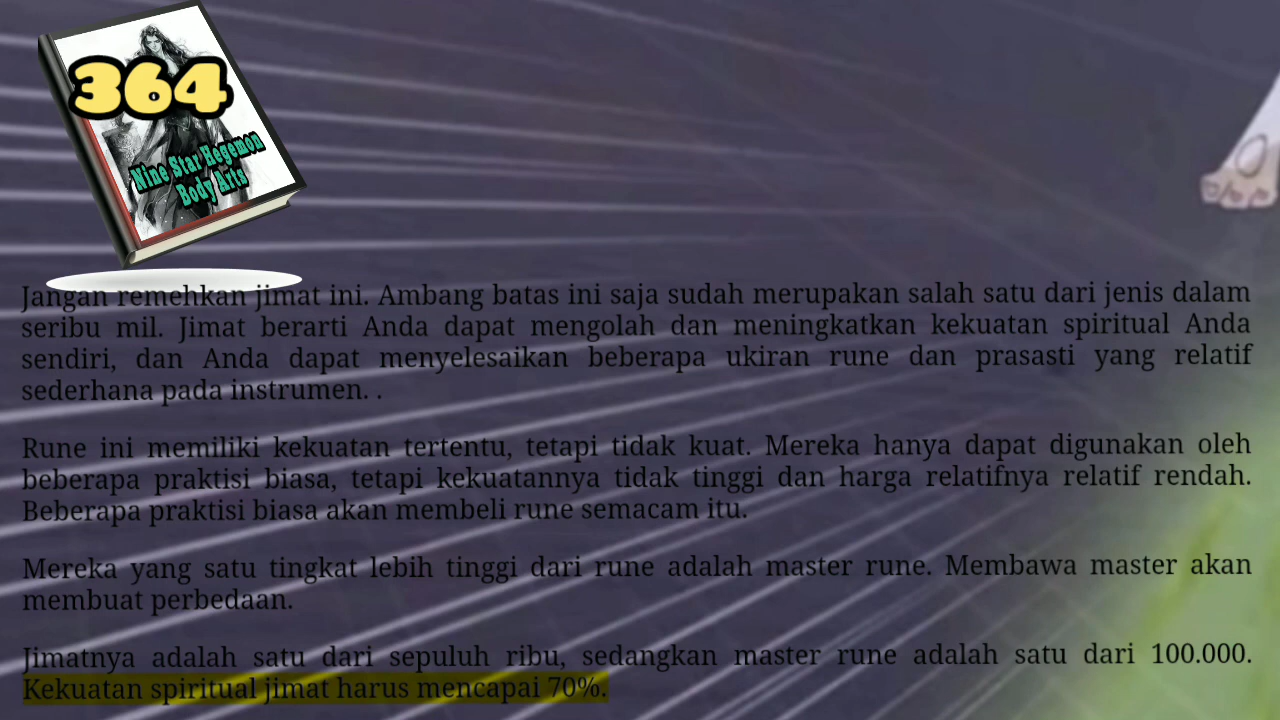 364
Nine Star Hegemon
Body Arts
Jangan remehkan jimat ini. Ambang batas ini saja sudah merupakan salah satu dari jenis dalam
seribu mil. Jimat berarti Anda dapat mengolah dan meningkatkan kekuatan spiritual Anda
sendiri, dan Anda dapat menyelesaikan beberapa ukiran rune dan prasasti yang relatif
sederhana pada instrumen. .
Rune ini memiliki kekuatan tertentu, tetapi tidak kuat. Mereka hanya dapat digunakan oleh
beberapa praktisi biasa, tetapi kekuatannya tidak tinggi dan harga relatifnya relatif rendah.
Beberapa praktisi biasa akan membeli rune semacam itu.
Mereka yang satu tingkat lebih tinggi dari rune adalah master rune. Membawa master akan
membuat perbedaan.
Jimatnya adalah satu dari sepuluh ribu, sedangkan master rune adalah satu dari 100.000.
Kekuatan spiritual jimat harus mencapai 70%.